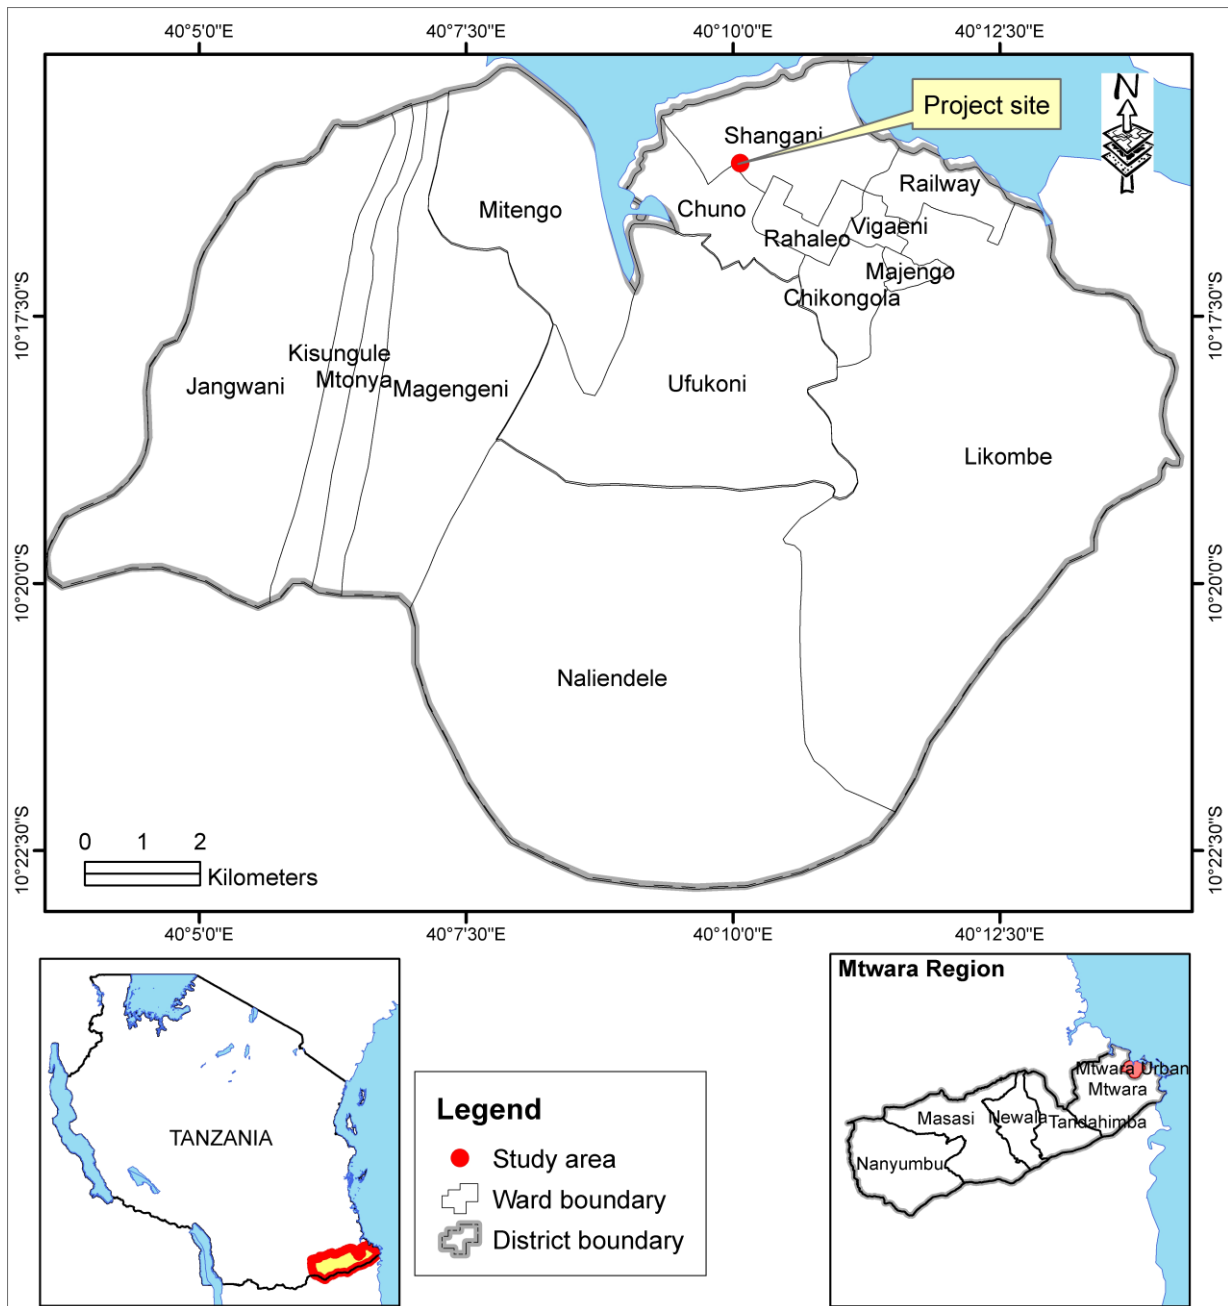 40°5'0"E 40°7'30"E 40°10'0"E 40°12'30"E
N
Project site
Shangani
Railway
Mitengo
Chuno
Vigaeni
Rahaleo
Majengo
Chikongola
10°17'30"S 10°17'30"S
Kisungule
Mtonya
Jangwani
Magengeni
Ufukoni
Likombe
10°20'0"S 10°20'0"S
Naliendele
0 1 2
Kilometers
10°22'30"S 10°22'30"S
40°5'0"E 40°7'30"E 40°10'0"E 40°12'30"E
TANZANIA
Legend
Study area
Ward boundary
District boundary
Mtwara Region
Mtwara Urban
Mtwara
Masasi
Newala
Tandahimba
Nanyumbu